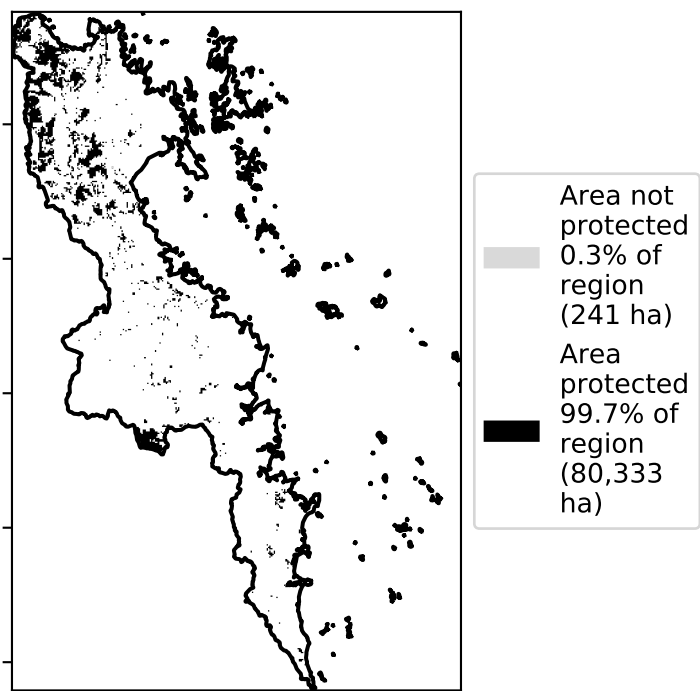 Area not
protected
0.3% of
region
(241 ha)
Area
protected
99.7% of
region
(80,333
ha)